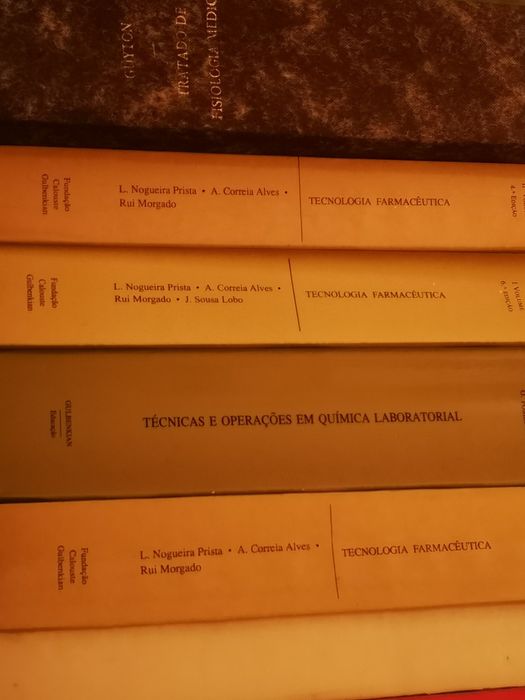 GUYTON
TRATADO DE
FISIOLOGIA MÉDIC
Fundação
Calouste
Gulbenkian
L. Nogueira Prista • A. Correia Alves •
Rui Morgado
TECNOLOGIA FARMACÊUTICA
4.ª EDIÇÃO
Fundação
Calouste
Gulbenkian
L. Nogueira Prista • A. Correia Alves •
Rui Morgado • J. Sousa Lobo
TECNOLOGIA FARMACÊUTICA
I VOLUME
6.ª EDIÇÃO
GULBENKIAN
Educação
TÉCNICAS E OPERAÇÕES EM QUÍMICA LABORATORIAL
Fundação
Calouste
Gulbenkian
L. Nogueira Prista • A. Correia Alves •
Rui Morgado
TECNOLOGIA FARMACÊUTICA